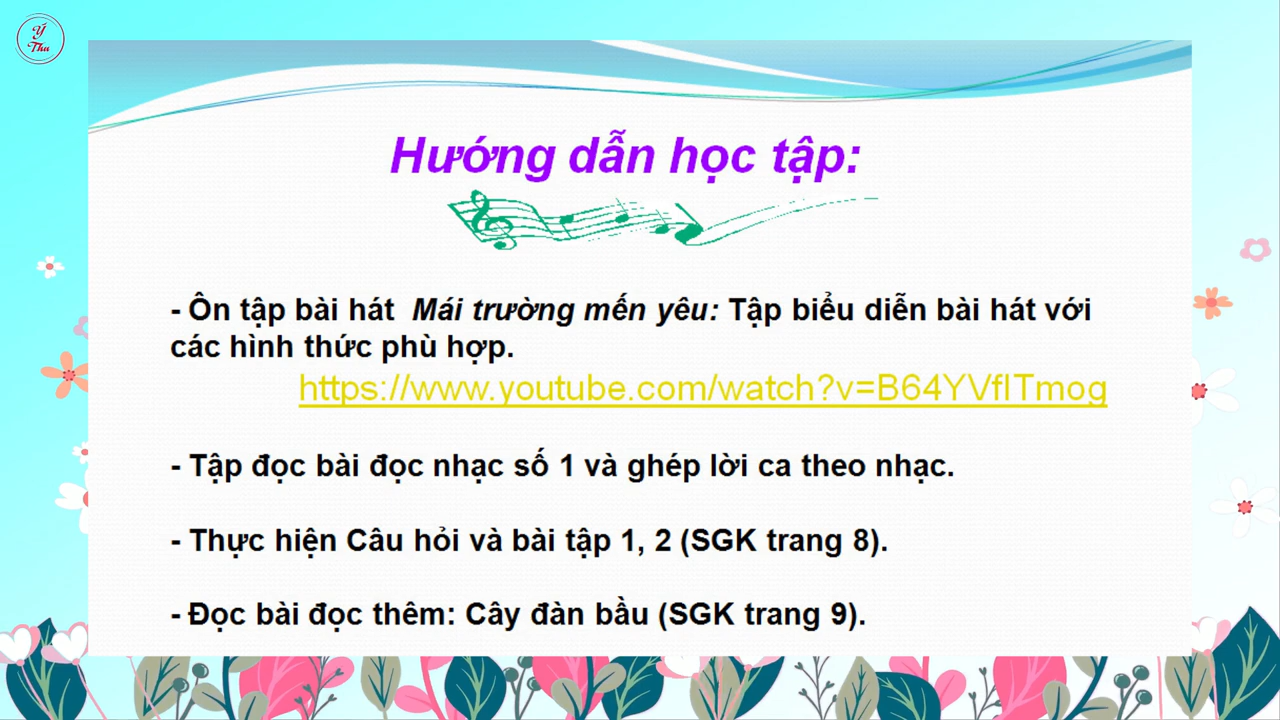 Ý
Thu
Hướng dẫn học tập:
- Ôn tập bài hát Mái trường mến yêu: Tập biểu diễn bài hát với
các hình thức phù hợp.
https://www.youtube.com/watch?v=B64YVfITmog
- Tập đọc bài đọc nhạc số 1 và ghép lời ca theo nhạc.
- Thực hiện Câu hỏi và bài tập 1, 2 (SGK trang 8).
- Đọc bài đọc thêm: Cây đàn bầu (SGK trang 9).